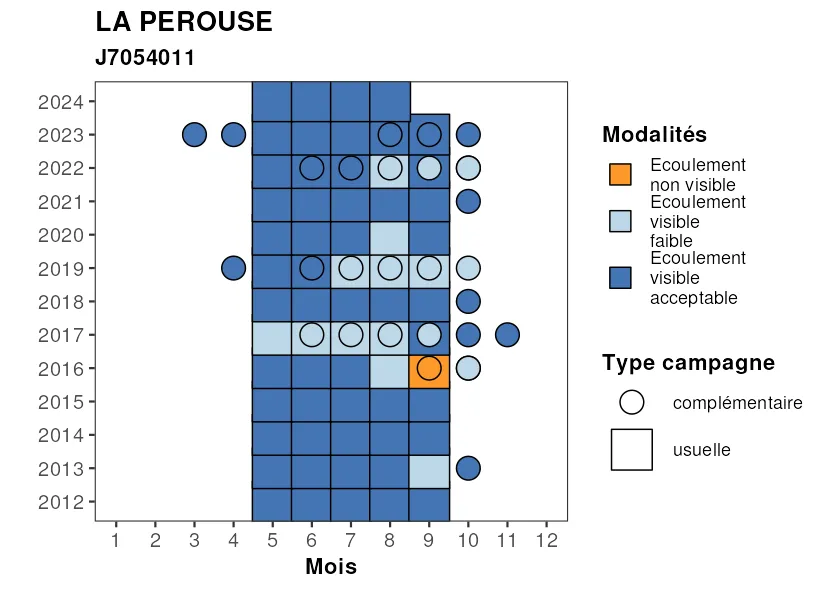 LA PEROUSE
J7054011
2024
2023
2022
2021
2020
2019
2018
2017
2016
2015
2014
2013
2012
1 2 3 4 5 6 7 8 9 10 11 12
Mois
Modalités
Ecoulement
non visible
Ecoulement
visible
faible
Ecoulement
visible
acceptable
Type campagne
complémentaire
usuelle